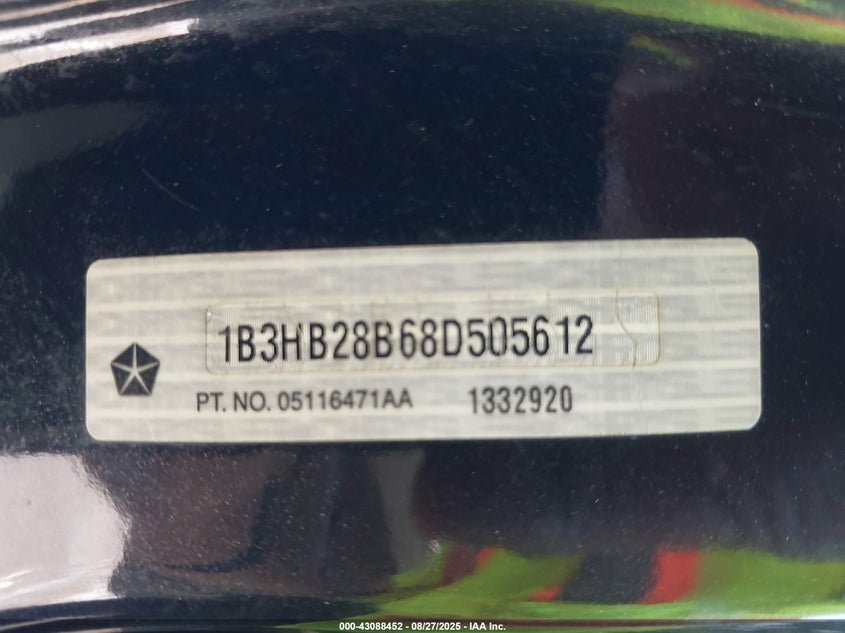 1B3HB28B68D505612
PT. NO. 05116471AA 1332920
000-43088452 - 08/27/2025 - IAA Inc.